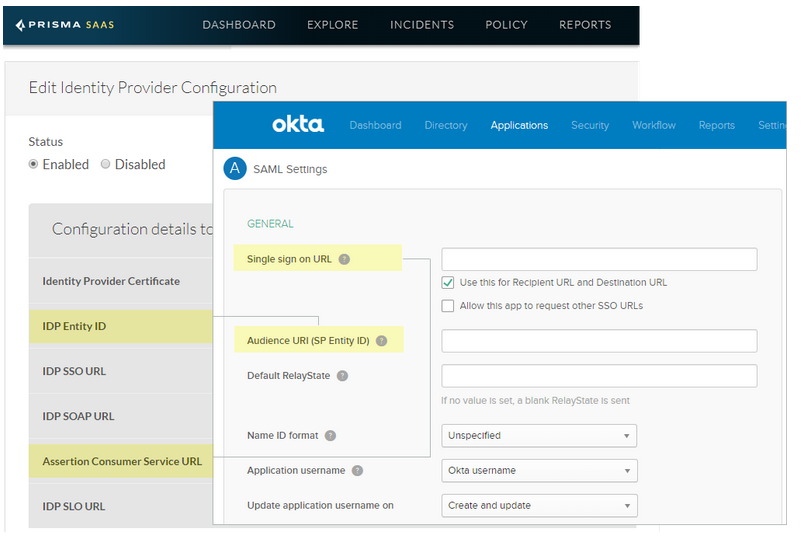 PRISMA SAAS
DASHBOARD
EXPLORE
INCIDENTS
POLICY
REPORTS
Edit Identity Provider Configuration
Status
Enabled
Disabled
Configuration details to
Identity Provider Certificate
IDP Entity ID
IDP SSO URL
IDP SOAP URL
Assertion Consumer Service URL
IDP SLO URL
okta
Dashboard
Directory
Applications
Security
Workflow
Reports
Settin
A SAML Settings
GENERAL
Single sign on URL ?
Use this for Recipient URL and Destination URL
Allow this app to request other SSO URLs
Audience URI (SP Entity ID) ?
Default RelayState ?
If no value is set, a blank RelayState is sent
Name ID format ?
Unspecified
Application username ?
Okta username
Update application username on
Create and update